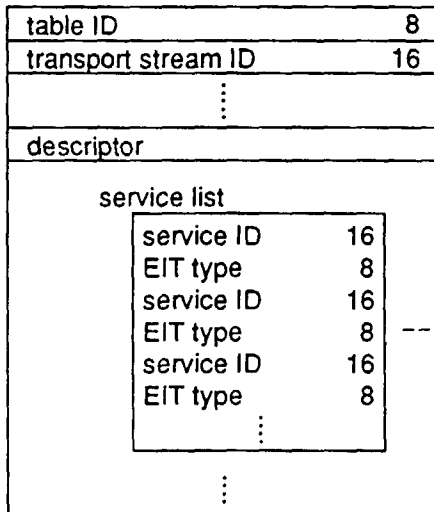 table ID 8
transport stream ID 16
descriptor
service list
service ID 16
EIT type 8
service ID 16
EIT type 8
service ID 16
EIT type 8